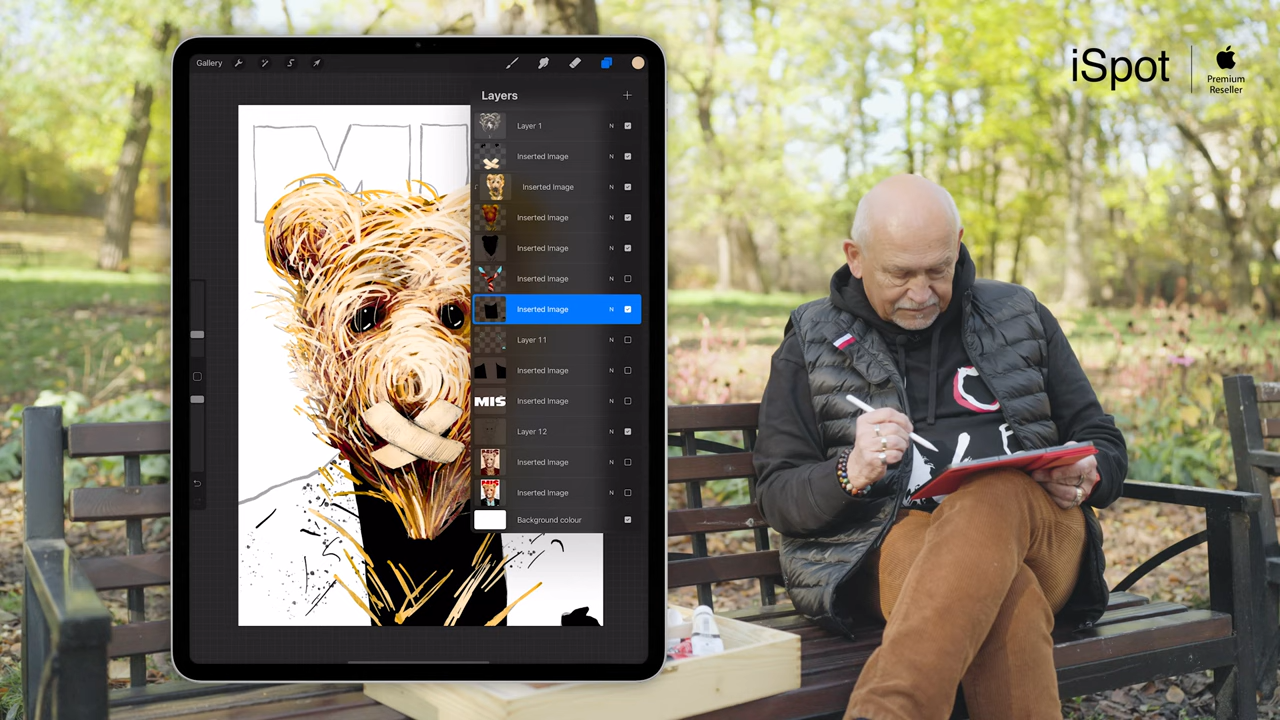 iSpot
Premium
Reseller
Gallery
Layers
Layer 1 N
Inserted Image N
Inserted Image N
Inserted Image N
Inserted Image N
Inserted Image N
Inserted Image N
Layer 11 N
Inserted Image N
MIS Inserted Image N
Layer 12 N
Inserted Image N
Inserted Image N
Background colour